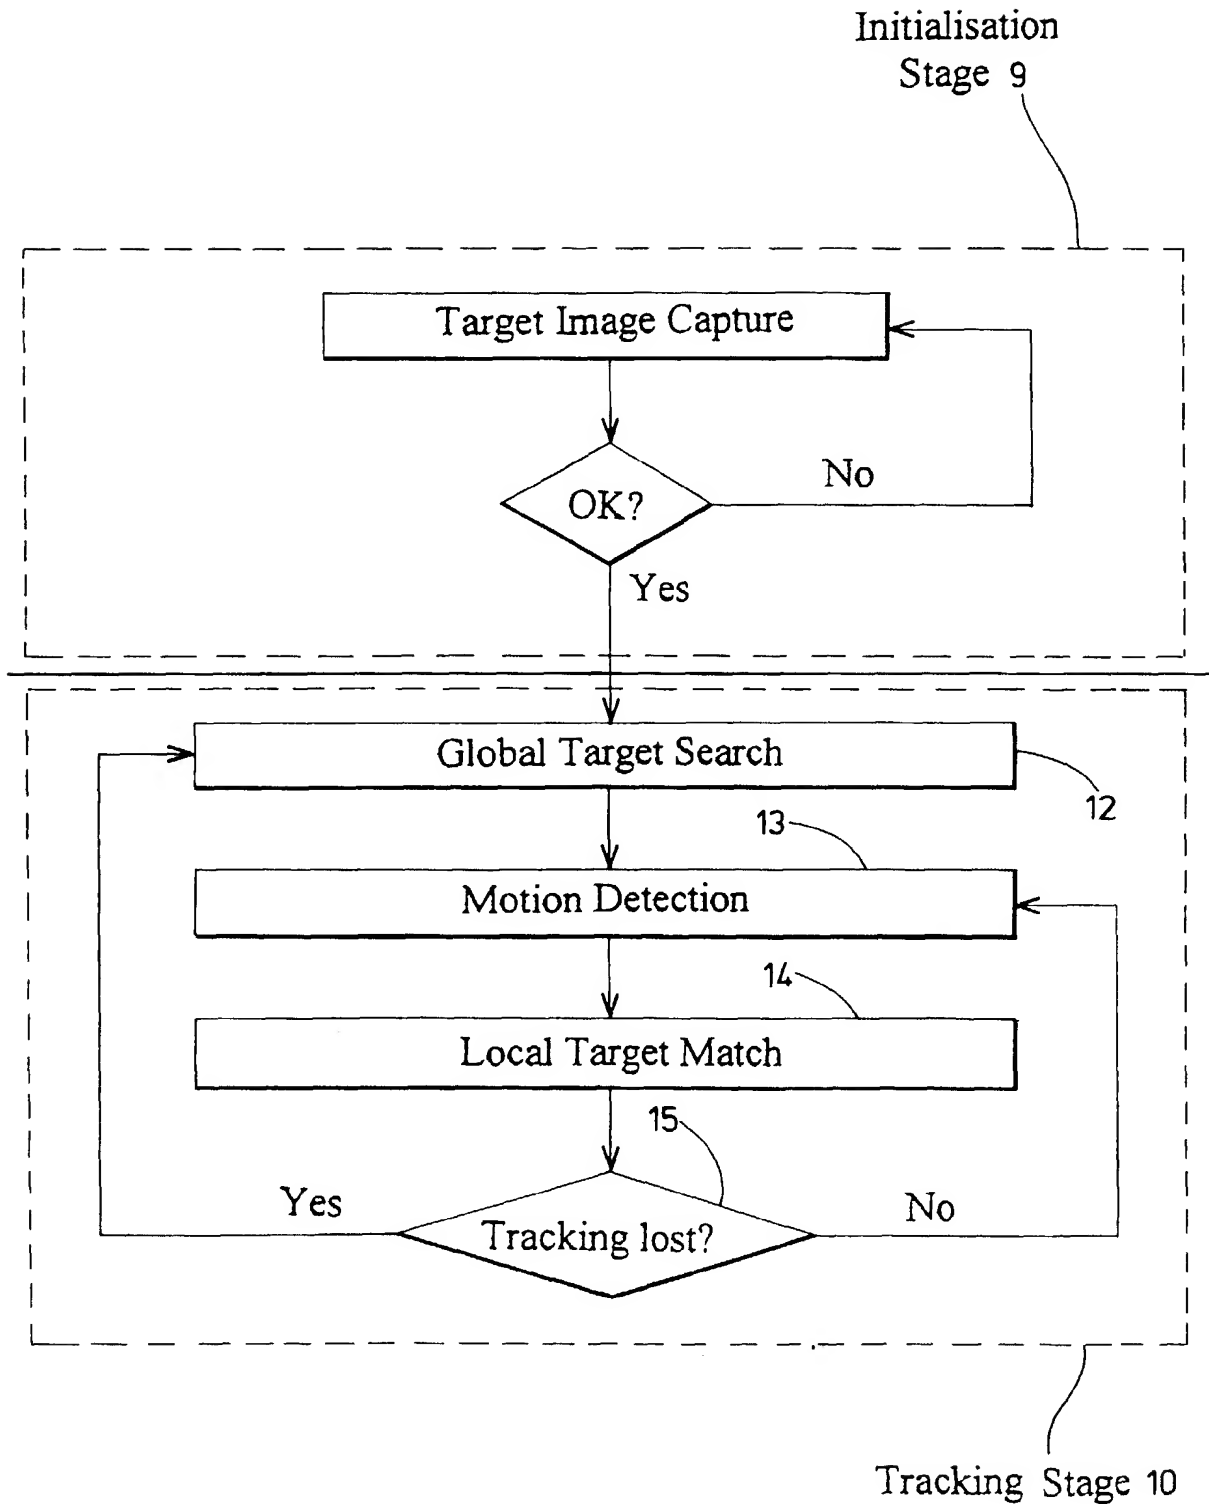 Initialisation
Stage 9
Target Image Capture
No
OK?
Yes
Global Target Search
12
13
Motion Detection
14
Local Target Match
15
Yes
No
Tracking lost?
Tracking Stage 10